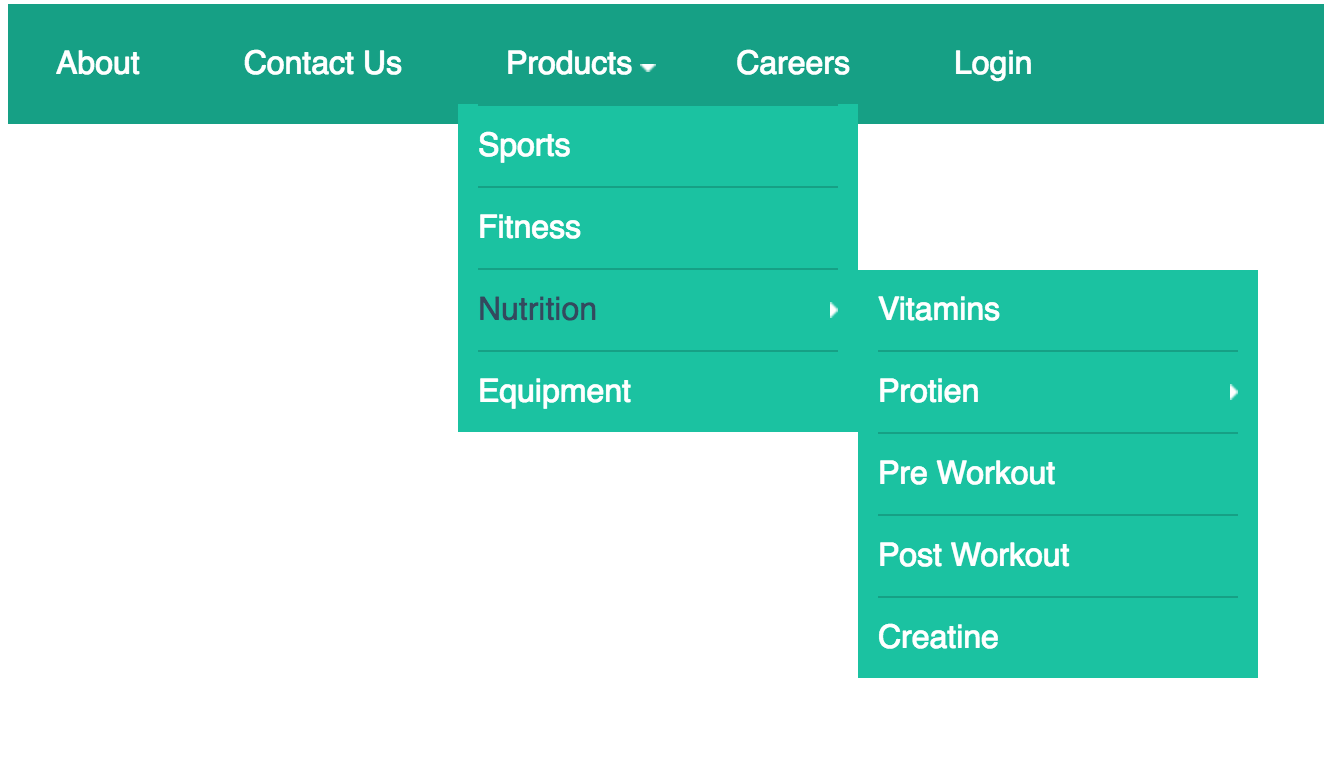 About Contact Us Products Careers Login
Sports
Fitness
Nutrition
Equipment
Vitamins
Protien
Pre Workout
Post Workout
Creatine